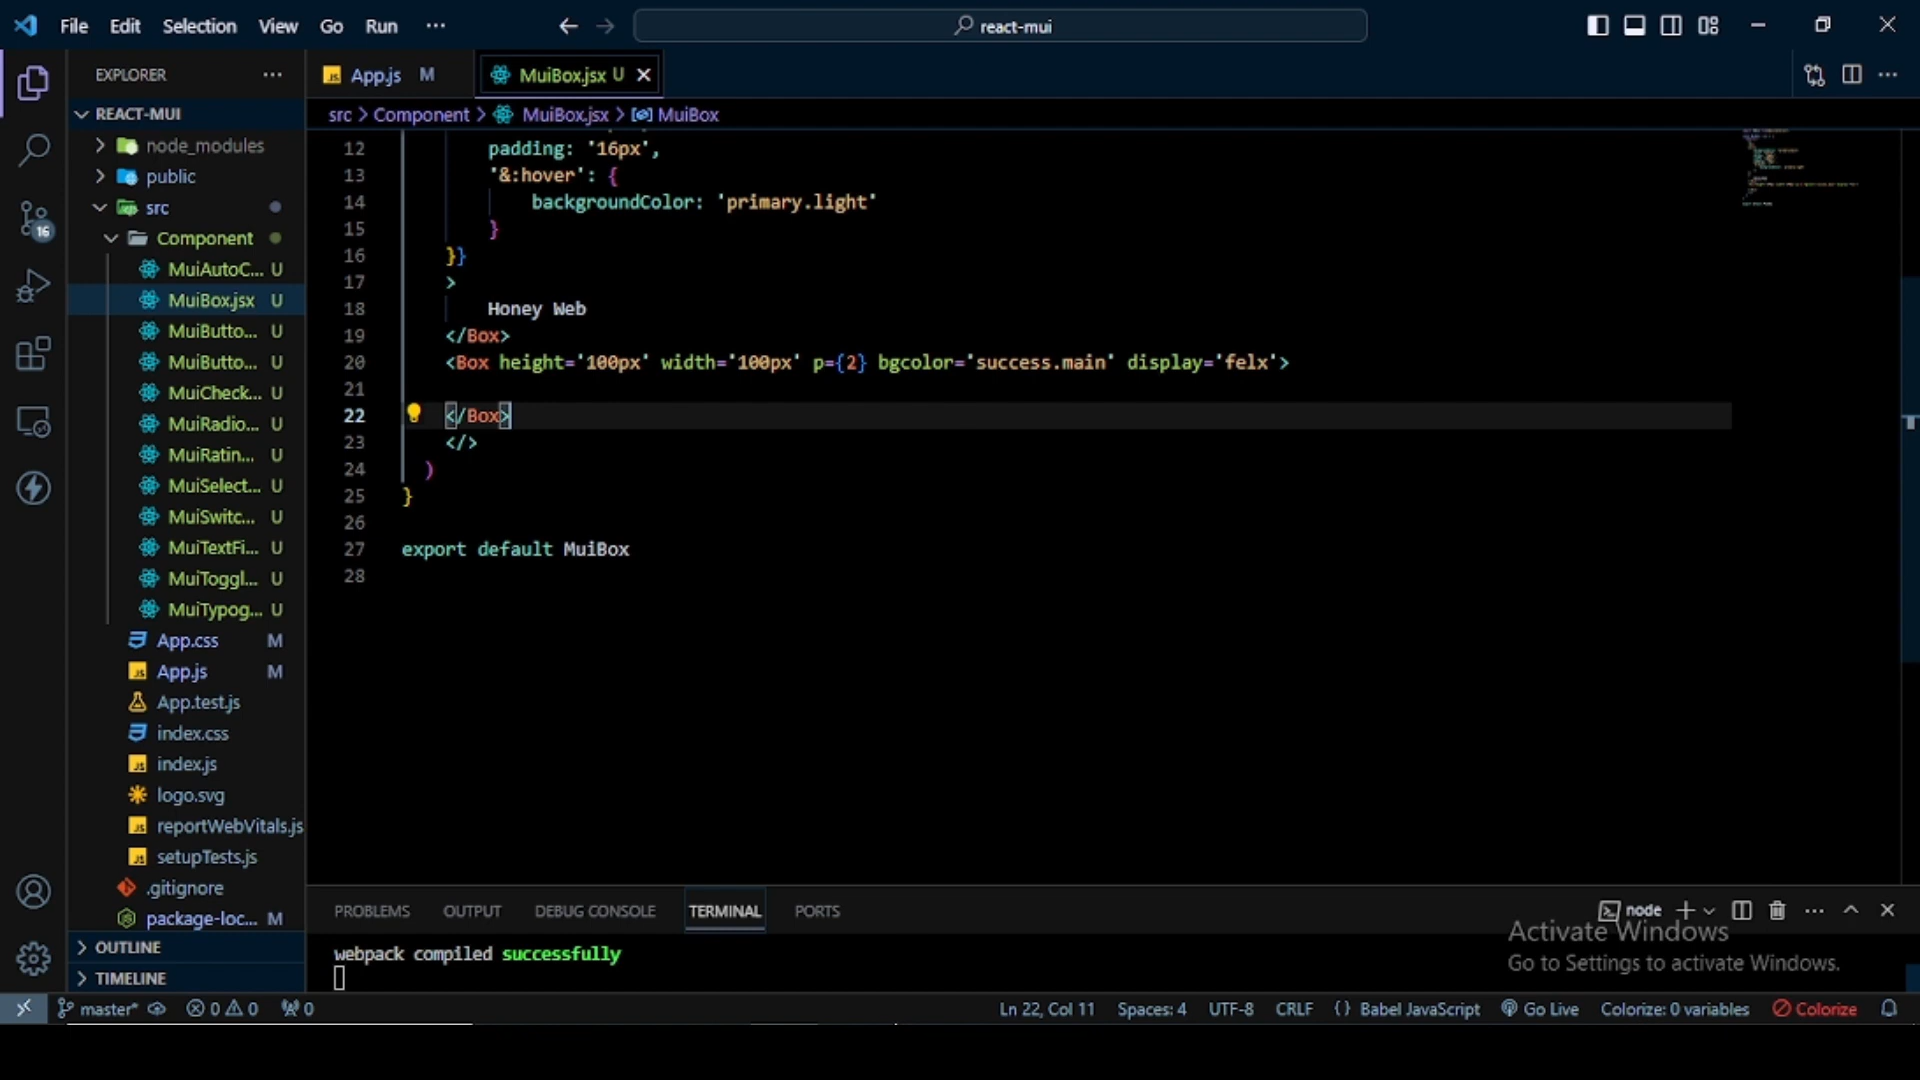 File Edit Selection View Go Run ··· react-mui
EXPLORER ···
App.js M
MuiBox.jsx U
REACT-MUI
src > Component > MuiBox.jsx > MuiBox
node_modules
public
src
Component
MuiAutoC... U
MuiBox.jsx U
MuiButto... U
MuiButto... U
MuiCheck... U
MuiRadio... U
MuiRatin... U
MuiSelect... U
MuiSwitc... U
MuiTextFi... U
MuiToggl... U
MuiTypog... U
App.css M
App.js M
App.test.js
index.css
index.js
logo.svg
reportWebVitals.js
setupTests.js
.gitignore
package-loc... M
OUTLINE
TIMELINE
16
12 padding: '16px',
13 '&:hover': {
14 backgroundColor: 'primary.light'
15 }
16 }}
17 >
18 Honey Web
19 </Box>
20 <Box height='100px' width='100px' p={2} bgcolor='success.main' display='felx'>
21
22 </Box>
23 </>
24 )
25 }
26
27 export default MuiBox
28
PROBLEMS OUTPUT DEBUG CONSOLE TERMINAL PORTS node
webpack compiled successfully
Activate Windows
Go to Settings to activate Windows.
master* 0 0 0 Ln 22, Col 11 Spaces: 4 UTF-8 CRLF {} Babel JavaScript Go Live Colorize: 0 variables Colorize